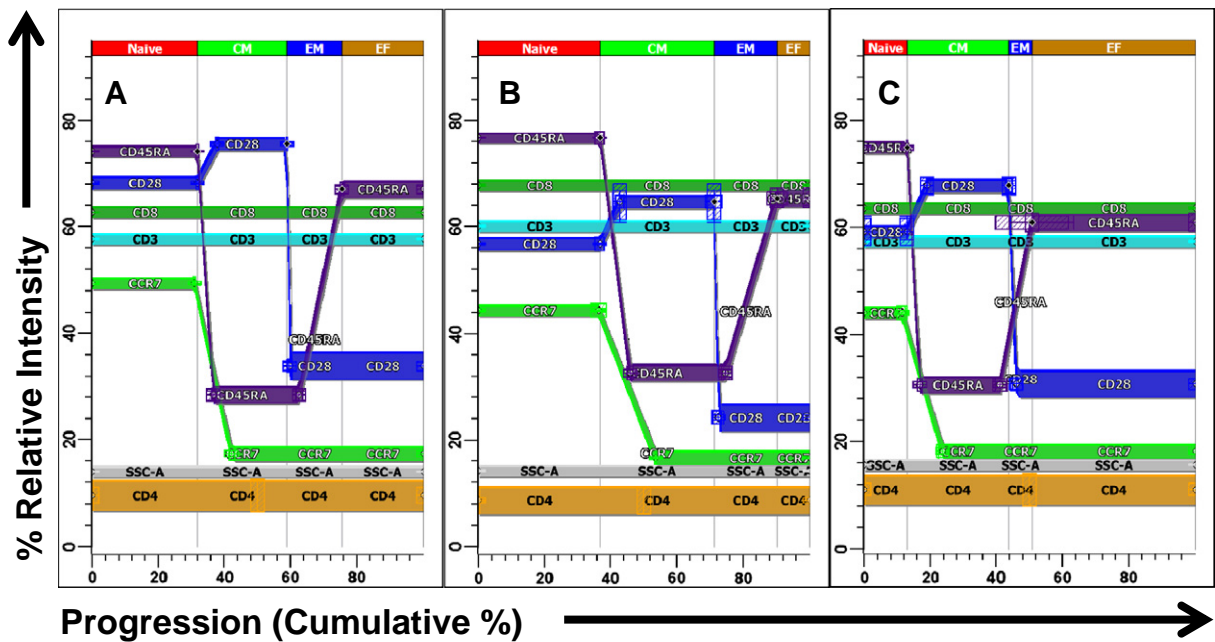 % Relative Intensity
Naive CM EM EF
A
80
60
40
20
0
CD45RA CD28 CD45RA
CD28
CD8 CD8 CD8 CD8
CD3 CD3 CD3 CD3
CCR7
CD45RA
CD28 CD28
CD45RA
CCR7 CCR7 CCR7
SSC-A SSC-A SSC-A SSC-A
CD4 CD4 CD4 CD4
0 20 40 60 80
Naive CM EM EF
B
80
60
40
20
0
CD45RA
CD8 CD8 CD8 CD8
CD28
CD3 CD3 CD3 CD3
CD28
CCR7 CD45RA
CD45RA
CD28
CCR7 CCR7 CCR7
SSC-A SSC-A SSC-A
CD4 CD4 CD4 CD4
0 20 40 60 80
Naive CM EM EF
C
80
60
40
20
0
CD28
CD8 CD8 CD8 CD8
CD28 CD45RA
CD3 CD3 CD3 CD3
CD45RA
CD45RA CD28
CCR7 CCR7 CCR7
SSC-A SSC-A SSC-A
CD4 CD4 CD4 CD4
0 20 40 60 80
Progression (Cumulative %)